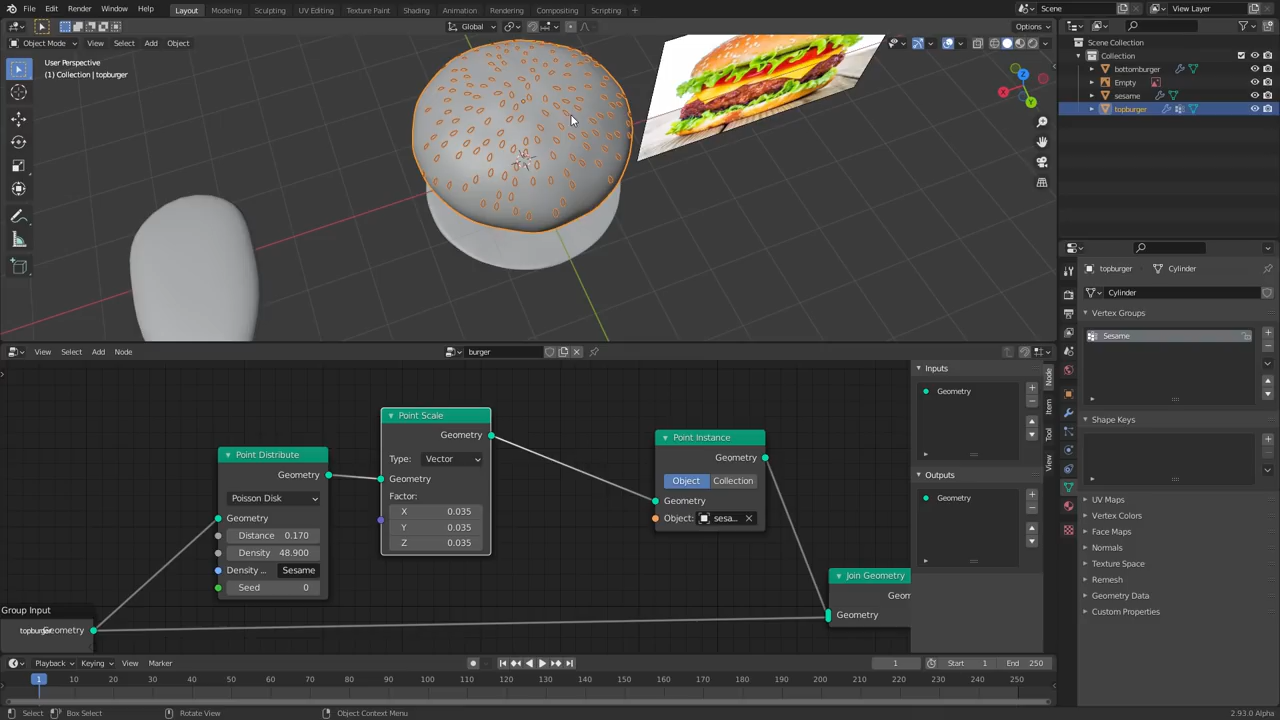 File Edit Render Window Help
Layout Modeling Sculpting UV Editing Texture Paint Shading Animation Rendering Compositing Scripting +
Scene
View Layer
Global
Options
Object Mode View Select Add Object
User Perspective
(1) Collection | topburger
Scene Collection
Collection
bottomburger
Empty
sesame
topburger
topburger
Cylinder
Cylinder
Vertex Groups
Sesame
Shape Keys
UV Maps
Vertex Colors
Face Maps
Normals
Texture Space
Remesh
Geometry Data
Custom Properties
View Select Add Node
burger
Point Distribute
Geometry
Poisson Disk
Geometry
Distance 0.170
Density 48.900
Density ... Sesame
Seed 0
Point Scale
Geometry
Type: Vector
Geometry
Factor:
X 0.035
Y 0.035
Z 0.035
Point Instance
Geometry
Object Collection
Geometry
Object: sesa...
Join Geometry
Geometry
Group Input
Geometry
topburger
Inputs
Geometry
Outputs
Geometry
Node
Item
Tool
View
Playback Keying View Marker
1
Start 1
End 250
1 10 20 30 40 50 60 70 80 90 100 110 120 130 140 150 160 170 180 190 200 210 220 230 240 250
Select
Box Select
Rotate View
Object Context Menu
2.93.0 Alpha